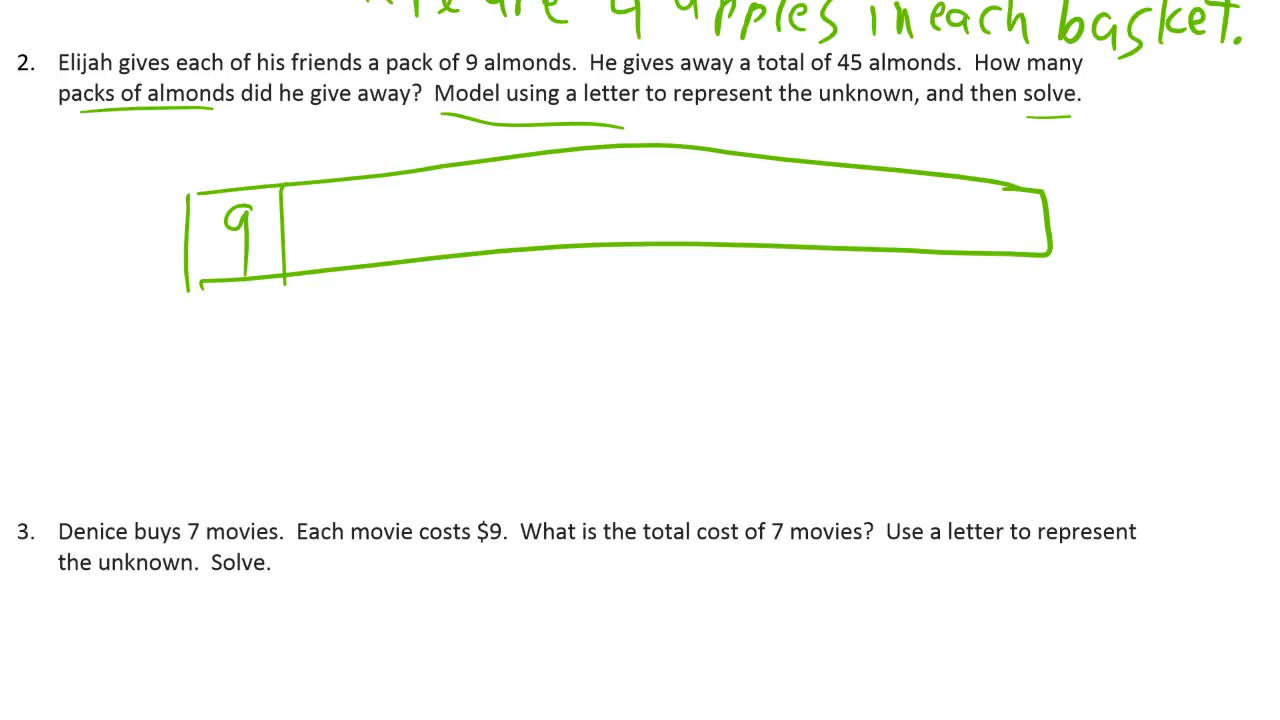 are 4 apples in each basket.
2. Elijah gives each of his friends a pack of 9 almonds. He gives away a total of 45 almonds. How many
packs of almonds did he give away? Model using a letter to represent the unknown, and then solve.
9
3. Denice buys 7 movies. Each movie costs $9. What is the total cost of 7 movies? Use a letter to represent
the unknown. Solve.